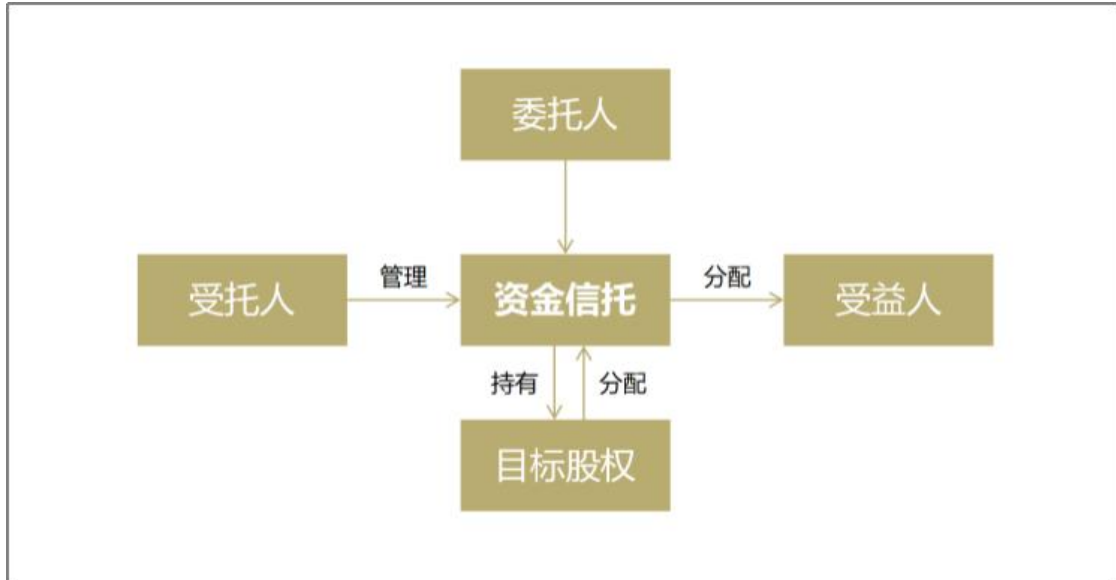 委托人
管理
分配
受托人
资金信托
受益人
持有
分配
目标股权